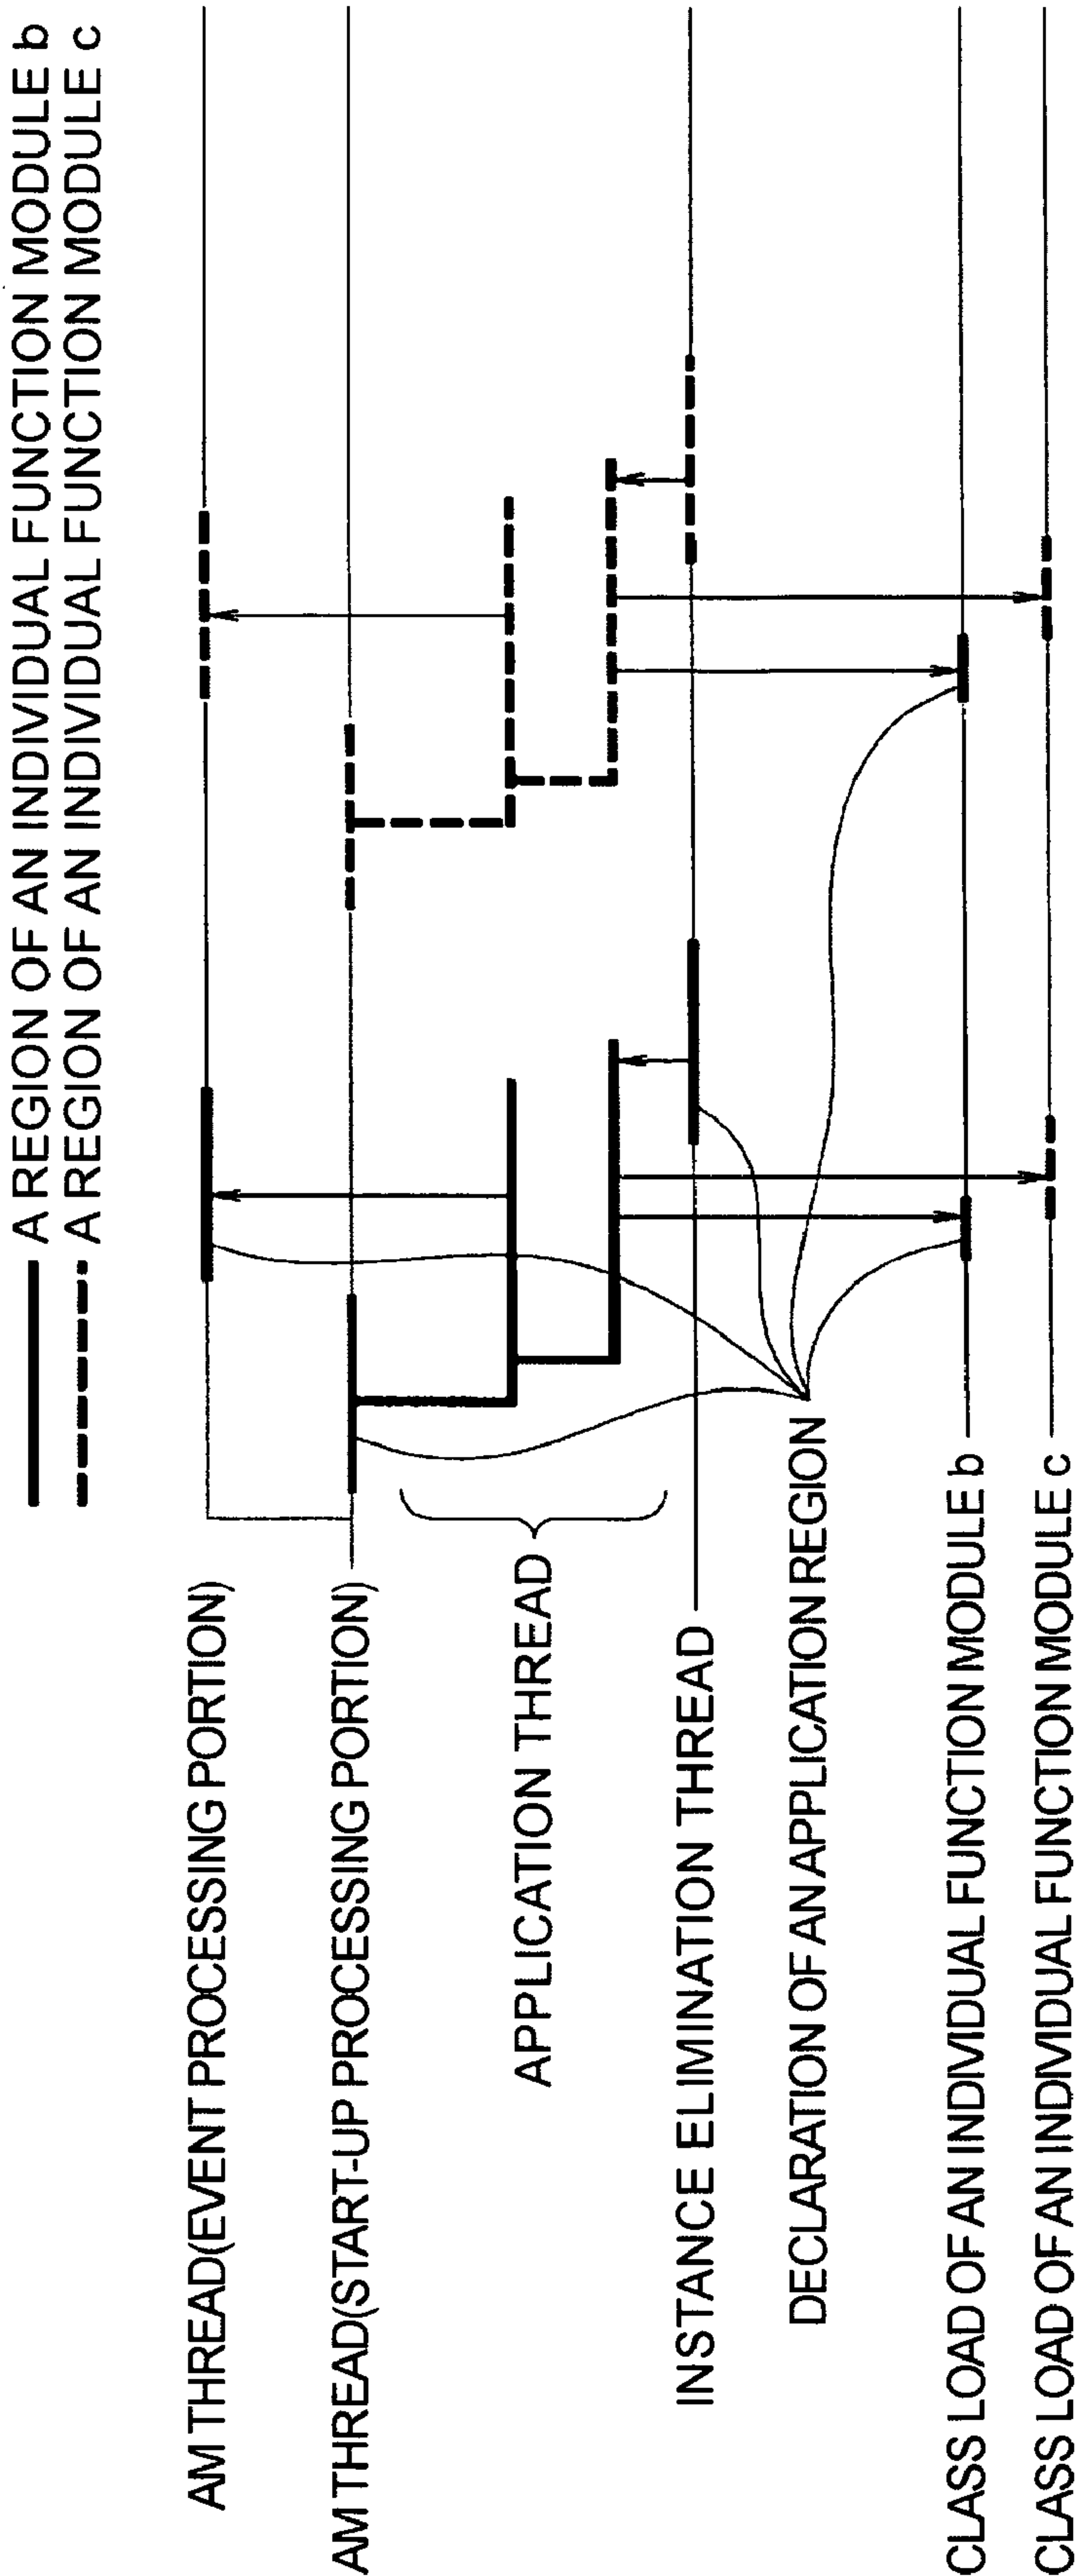 A REGION OF AN INDIVIDUAL FUNCTION MODULE b
A REGION OF AN INDIVIDUAL FUNCTION MODULE c
AM THREAD(EVENT PROCESSING PORTION)
AM THREAD(START-UP PROCESSING PORTION)
APPLICATION THREAD
INSTANCE ELIMINATION THREAD
DECLARATION OF AN APPLICATION REGION
CLASS LOAD OF AN INDIVIDUAL FUNCTION MODULE b
CLASS LOAD OF AN INDIVIDUAL FUNCTION MODULE c